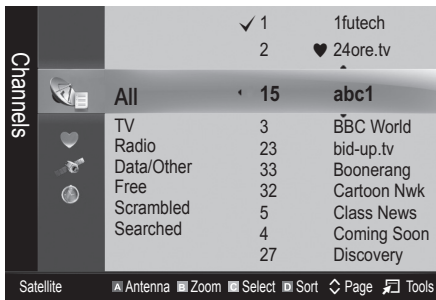 ✓ 1 1futech
2 ♥ 24ore.tv
Channels
All 15 abc1
TV 3 BBC World
Radio 23 bid-up.tv
Data/Other 33 Boonerang
Free 32 Cartoon Nwk
Scrambled 5 Class News
Searched 4 Coming Soon
27 Discovery
Satellite A Antenna B Zoom C Select D Sort Page Tools